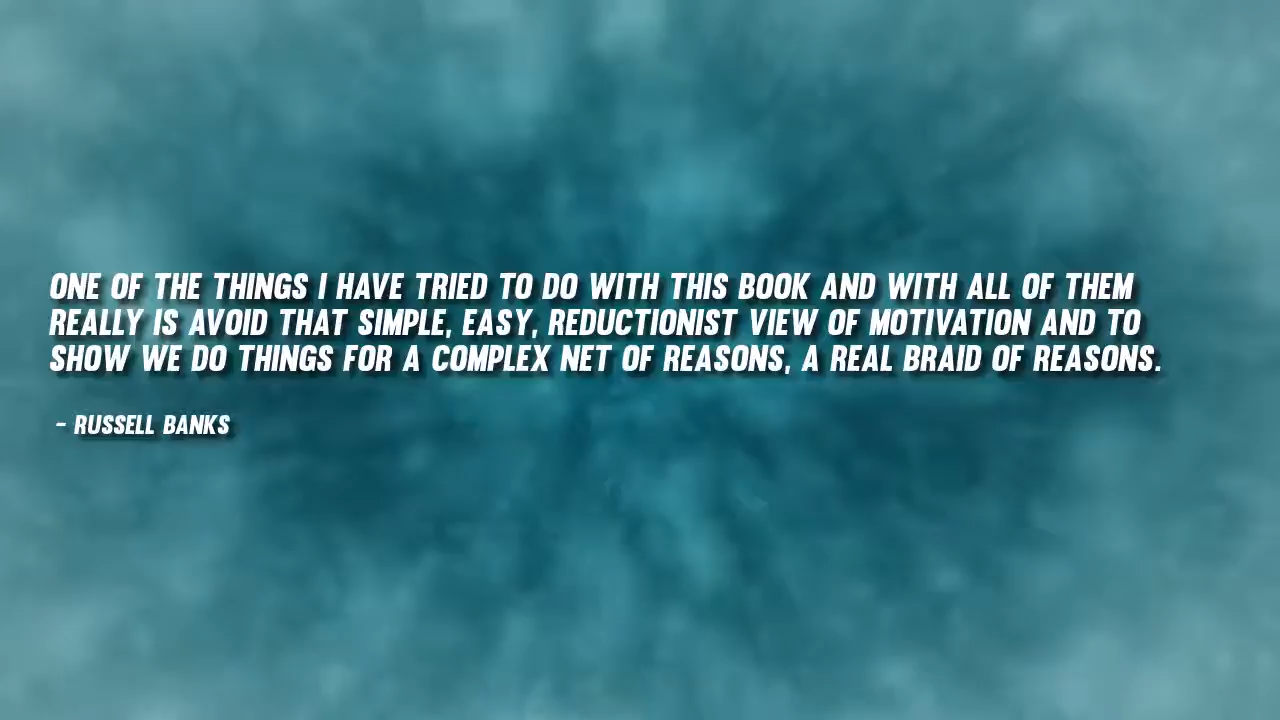 ONE OF THE THINGS I HAVE TRIED TO DO WITH THIS BOOK AND WITH ALL OF THEM
REALLY IS AVOID THAT SIMPLE, EASY, REDUCTIONIST VIEW OF MOTIVATION AND TO
SHOW WE DO THINGS FOR A COMPLEX NET OF REASONS, A REAL BRAID OF REASONS.
- RUSSELL BANKS